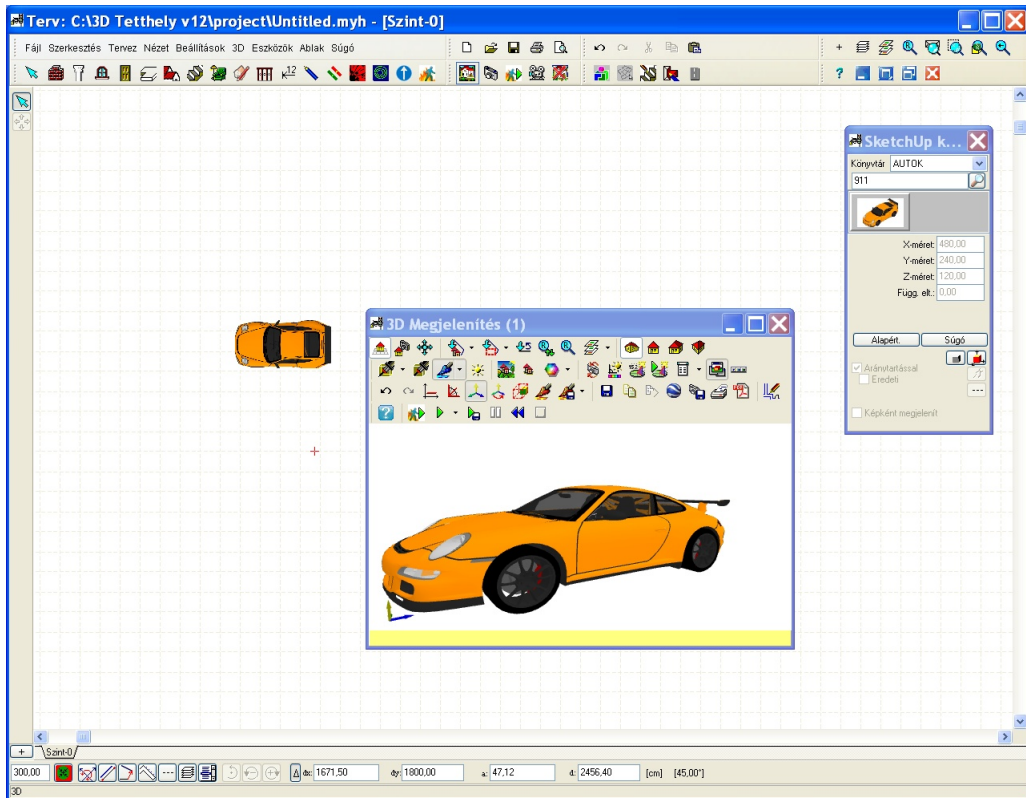 Terv: C:\3D Tetthely v12\project\Untitled.myh - [Szint-0]
Fájl Szerkesztés Tervez Nézet Beállítások 3D Eszközök Ablak Súgó
SketchUp k...
Könyvtár AUTOK
911
X-méret: 480,00
Y-méret: 240,00
Z-méret: 120,00
Függ. elt.: 0,00
Alapért. Súgó
Aránytartással
Eredeti
Képként megjelenít
3D Megjelenítés (1)
Szint-0
300,00 dx: 1671,50 dy: 1800,00 a: 47,12 d: 2456,40 [cm] [45,00°]
3D